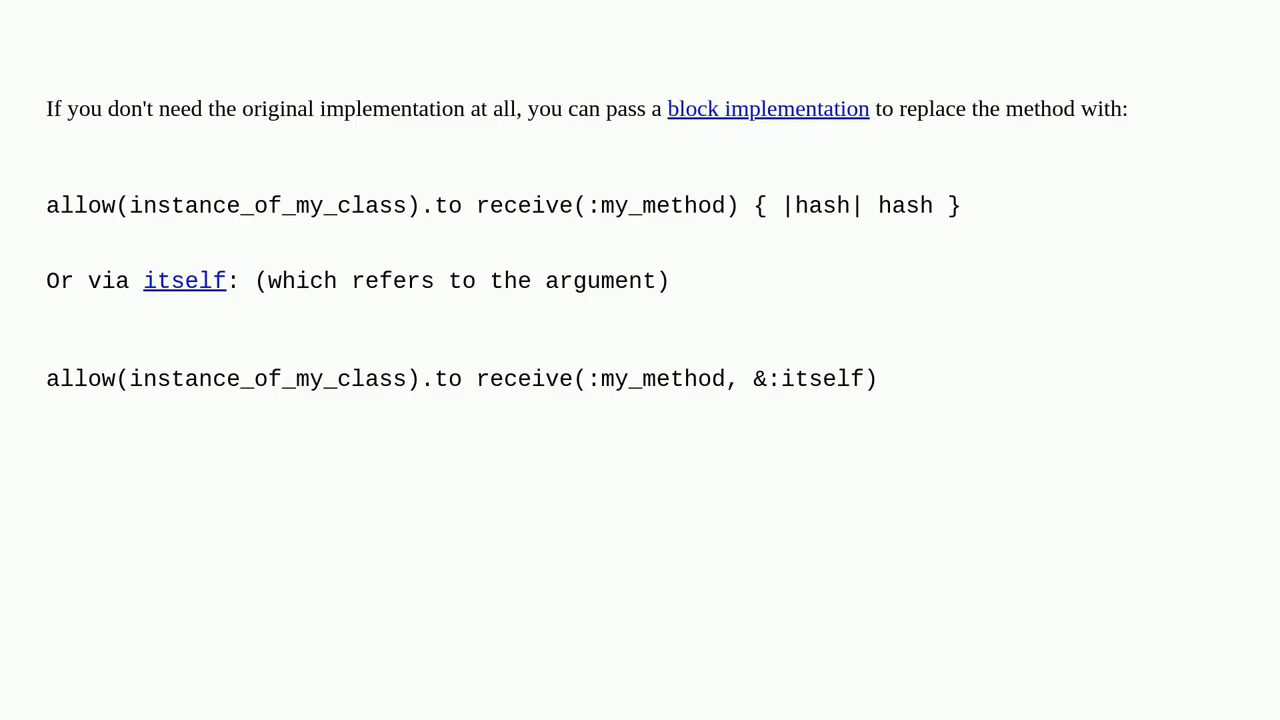 If you don't need the original implementation at all, you can pass a block implementation to replace the method with:
allow(instance_of_my_class).to receive(:my_method) { |hash| hash }
Or via itself: (which refers to the argument)
allow(instance_of_my_class).to receive(:my_method, &:itself)